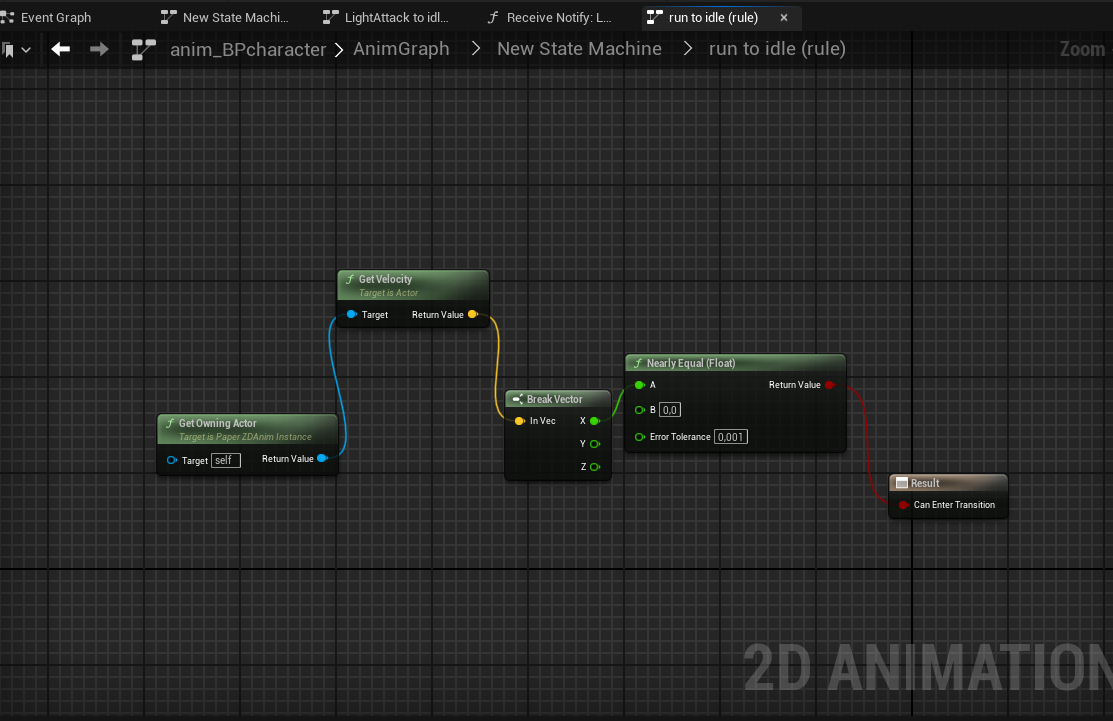 Event Graph
New State Machi...
LightAttack to idl...
Receive Notify: L...
run to idle (rule)
anim_BPcharacter > AnimGraph > New State Machine > run to idle (rule)
Zoom
Get Velocity
Target is Actor
Target
Return Value
Get Owning Actor
Target is Paper ZDAnim Instance
Target self
Return Value
Break Vector
In Vec
X
Y
Z
Nearly Equal (Float)
A
Return Value
B 0,0
Error Tolerance 0,001
Result
Can Enter Transition
2D ANIMATION